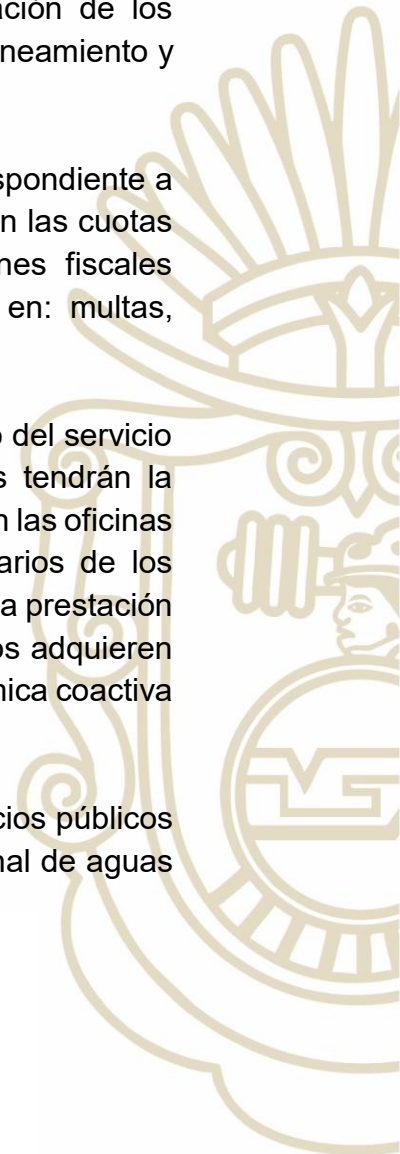 ación de los
neamiento y
spondiente a
n las cuotas
nes fiscales
en: multas,
o del servicio
s tendrán la
n las oficinas
arios de los
a prestación
os adquieren
nica coactiva
cios públicos
nal de aguas